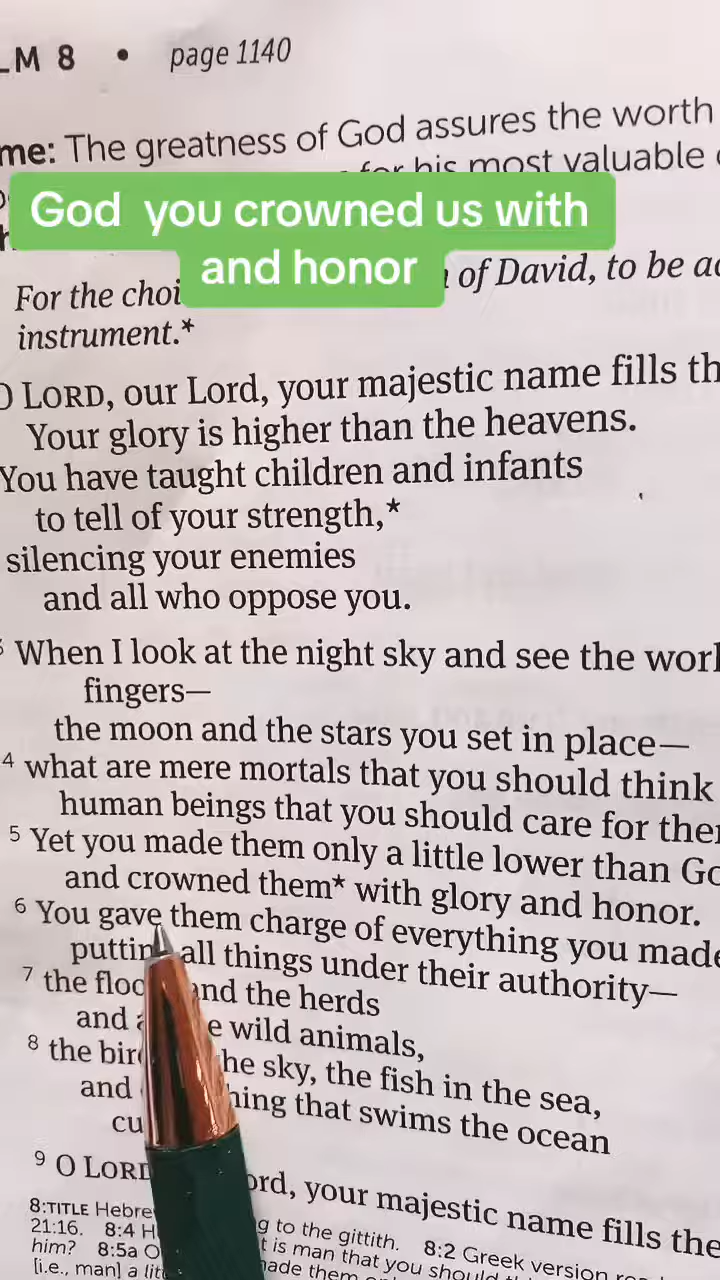 LM 8 • page 1140
me: The greatness of God assures the worth
for his most valuable
God you crowned us with
and honor
For the choi of David, to be
instrument.*
O LORD, our Lord, your majestic name fills th
Your glory is higher than the heavens.
You have taught children and infants
to tell of your strength,*
silencing your enemies
and all who oppose you.
When I look at the night sky and see the wor
fingers—
the moon and the stars you set in place—
4 what are mere mortals that you should think
human beings that you should care for the
5 Yet you made them only a little lower than Go
and crowned them* with glory and honor.
6 You gave them charge of everything you made
puttin all things under their authority—
7 the floc and the herds
and wild animals,
8 the bir he sky, the fish in the sea,
and hing that swims the ocean
cu
9 O LORD ord, your majestic name fills the
8:TITLE Hebre g to the gittith. 8:2 Greek version
21:16. 8:4 H t is man that you should
him? 8:5a O made them
[i.e., man] a lit